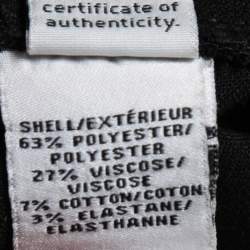 certificate of
authenticity.
SHELL/EXTÉRIEUR
63% POLYESTER/
POLYESTER
27% VISCOSE/
VISCOSE
7% COTTON/COTON
3% ELASTANE/
ELASTHANNE